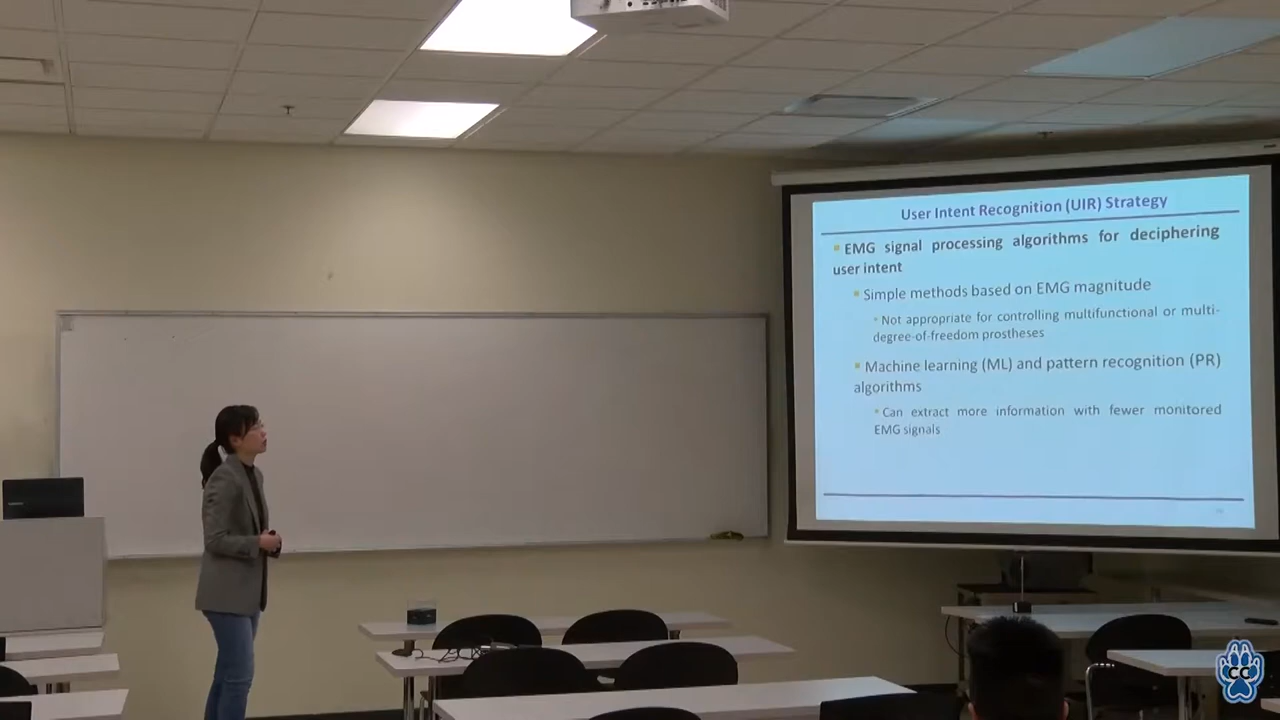 User Intent Recognition (UIR) Strategy
EMG signal processing algorithms for deciphering
user intent
Simple methods based on EMG magnitude
Not appropriate for controlling multifunctional or multi-
degree-of-freedom prostheses
Machine learning (ML) and pattern recognition (PR)
algorithms
Can extract more information with fewer monitored
EMG signals
CC